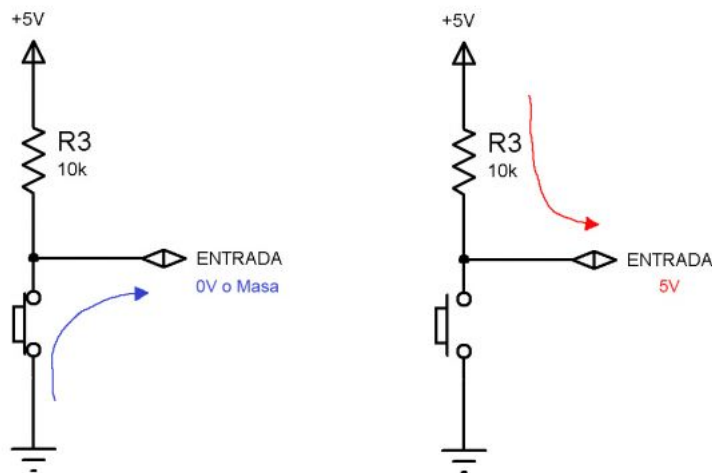 +5V
R3
10k
ENTRADA
0V o Masa
+5V
R3
10k
ENTRADA
5V